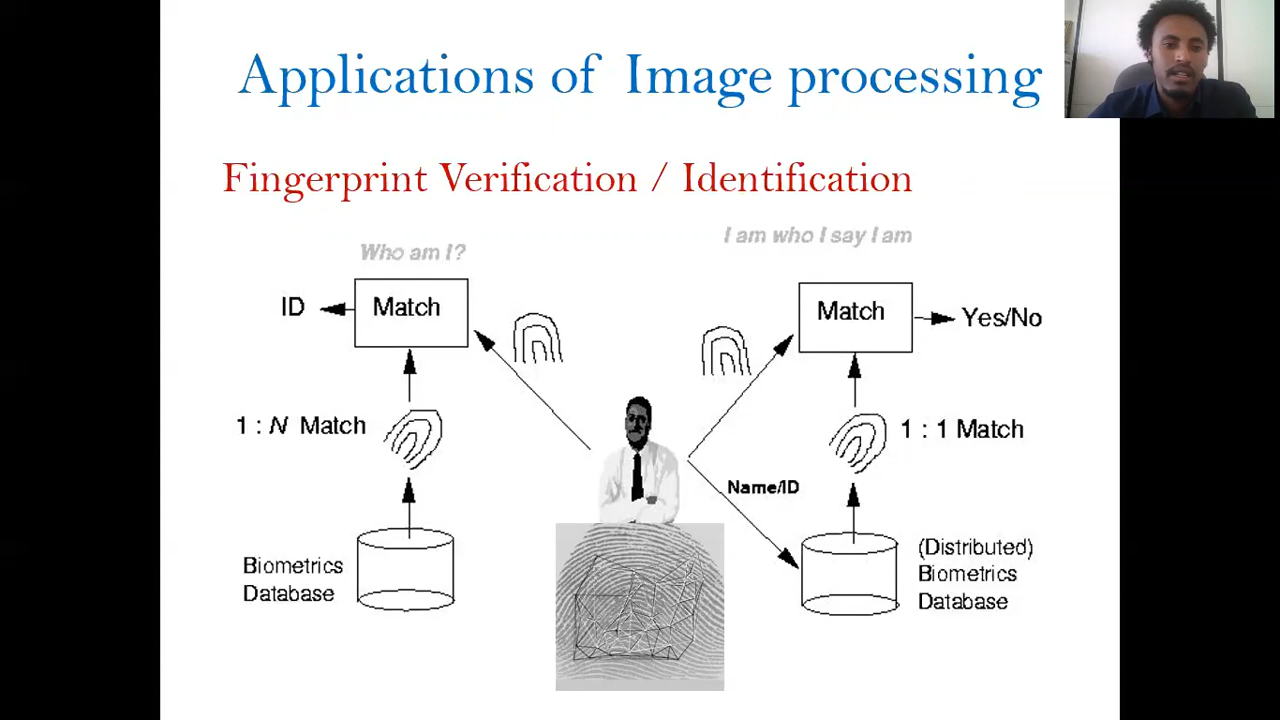 Applications of Image processing
Fingerprint Verification / Identification
Who am I?
I am who I say I am
ID
Match
Match
Yes/No
1 : N Match
1 : 1 Match
Name/ID
Biometrics
Database
(Distributed)
Biometrics
Database